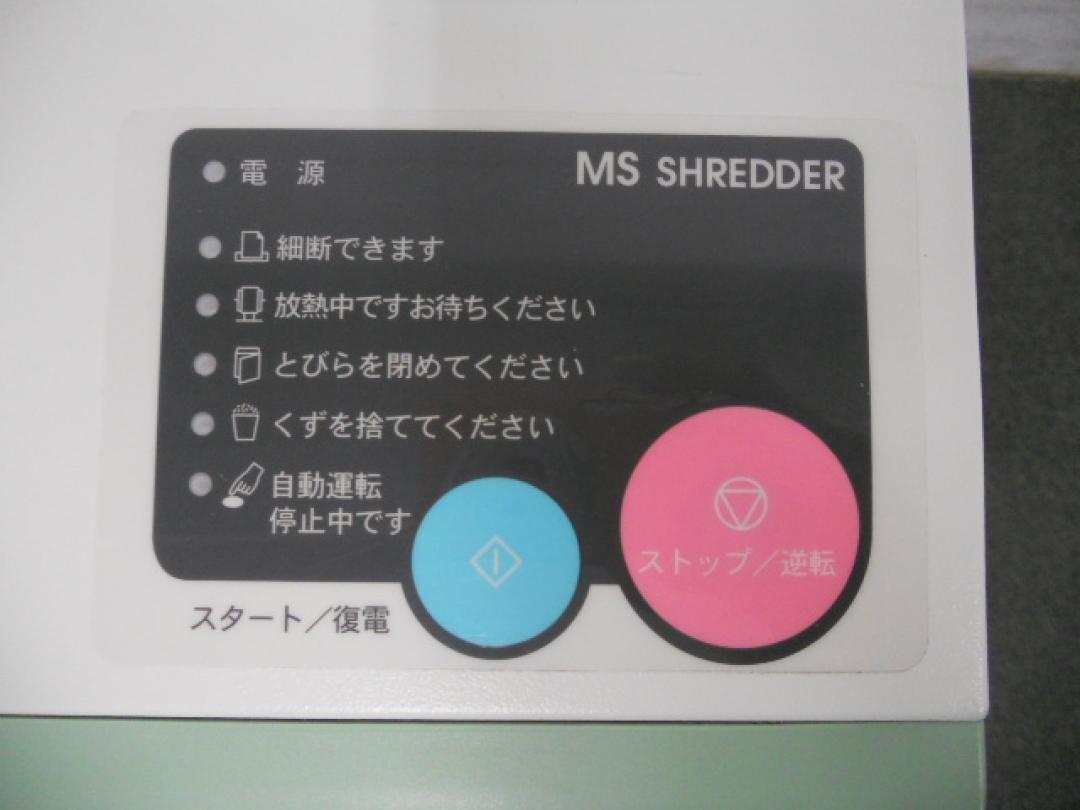 電 源
MS SHREDDER
細断できます
放熱中ですお待ちください
とびらを閉めてください
くずを捨ててください
自動運転
停止中です
スタート／復電
ストップ／逆転